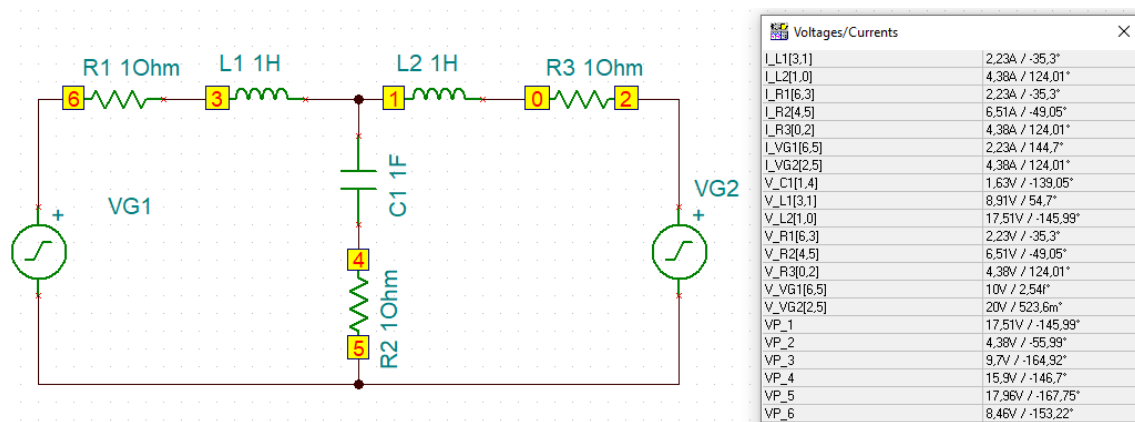 R1 1Ohm
L1 1H
L2 1H
R3 1Ohm
6
3
1
0
2
C1 1F
VG1
+
VG2
+
4
R2 1Ohm
5
Voltages/Currents
I_L1[3,1] 2,23A / -35,3°
I_L2[1,0] 4,38A / 124,01°
I_R1[6,3] 2,23A / -35,3°
I_R2[4,5] 6,51A / -49,05°
I_R3[0,2] 4,38A / 124,01°
I_VG1[6,5] 2,23A / 144,7°
I_VG2[2,5] 4,38A / 124,01°
V_C1[1,4] 1,63V / -139,05°
V_L1[3,1] 8,91V / 54,7°
V_L2[1,0] 17,51V / -145,99°
V_R1[6,3] 2,23V / -35,3°
V_R2[4,5] 6,51V / -49,05°
V_R3[0,2] 4,38V / 124,01°
V_VG1[6,5] 10V / 2,54f°
V_VG2[2,5] 20V / 523,6m°
VP_1 17,51V / -145,99°
VP_2 4,38V / -55,99°
VP_3 9,7V / -164,92°
VP_4 15,9V / -146,7°
VP_5 17,96V / -167,75°
VP_6 8,46V / -153,22°